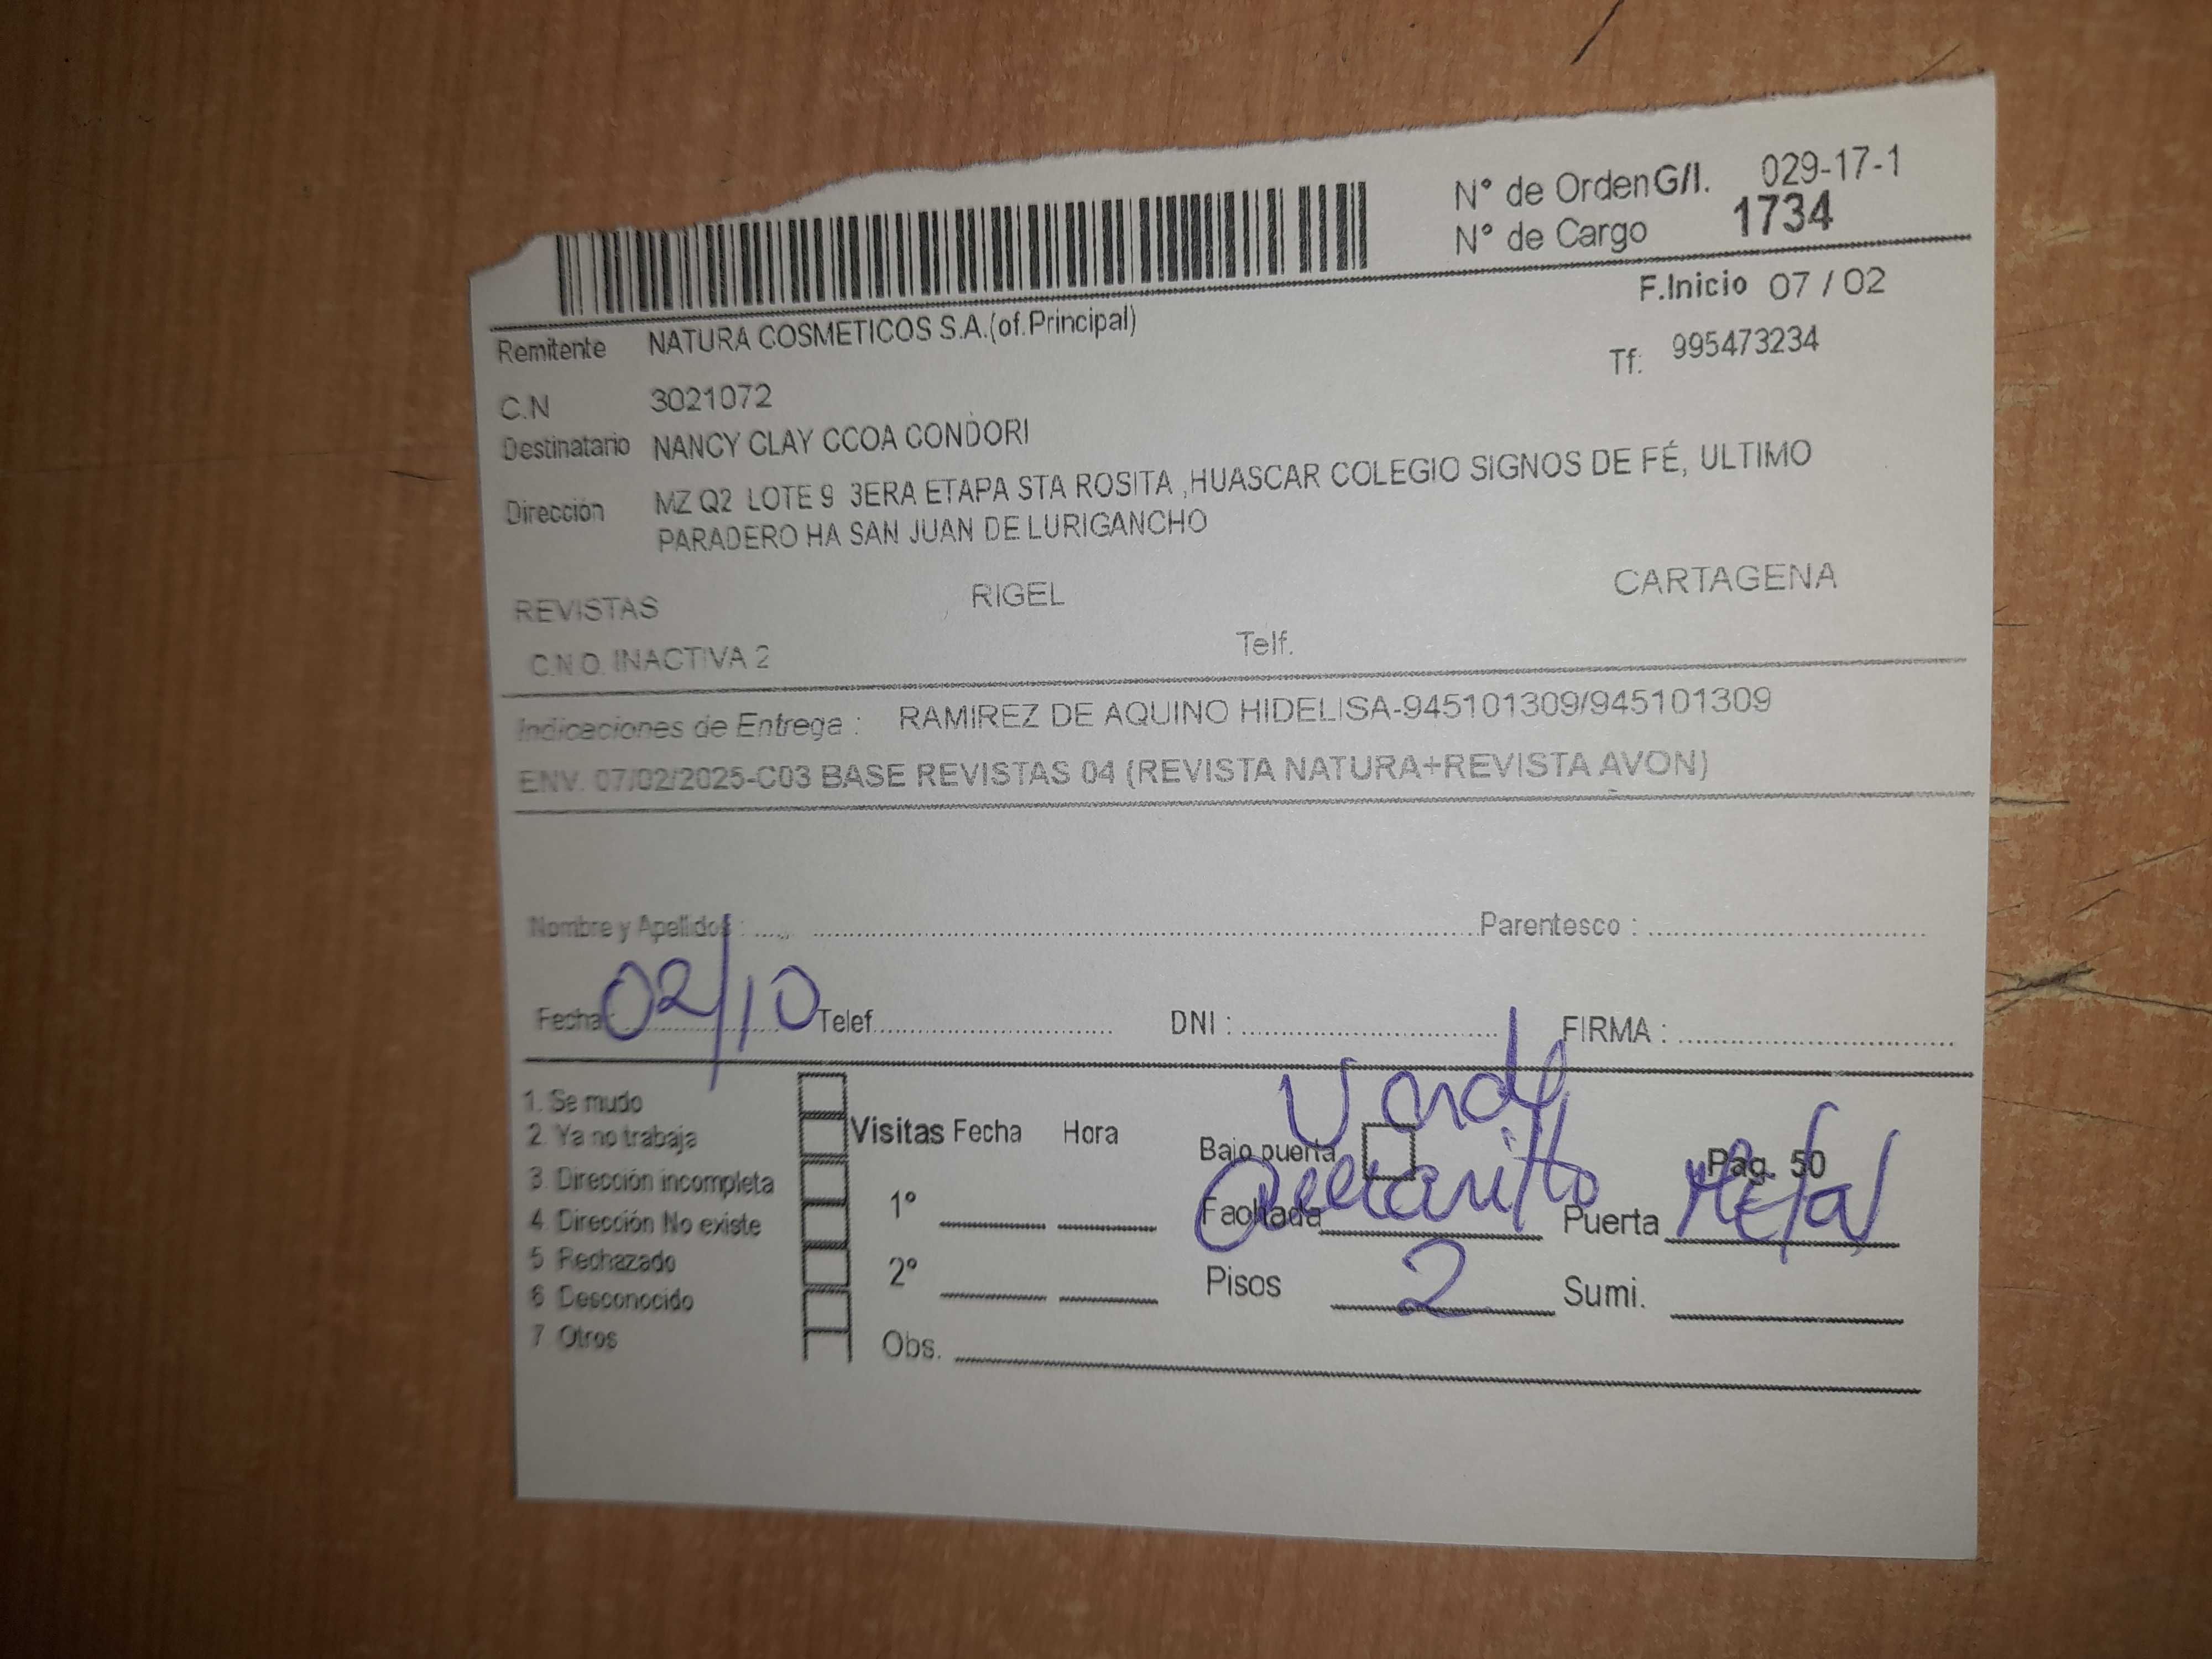 N° de Orden G/I. 029-17-1
N° de Cargo 1734
F.Inicio 07 / 02
Remitente NATURA COSMETICOS S.A.(of.Principal)
Tf: 995473234
C.N 3021072
Destinatario NANCY CLAY CCOA CONDORI
Dirección MZ Q2 LOTE 9 3ERA ETAPA STA ROSITA ,HUASCAR COLEGIO SIGNOS DE FÉ, ULTIMO
PARADERO HA SAN JUAN DE LURIGANCHO
REVISTAS RIGEL CARTAGENA
C.N.O. INACTIVA 2 Telf.
Indicaciones de Entrega : RAMIREZ DE AQUINO HIDELISA-945101309/945101309
ENV. 07/02/2025-C03 BASE REVISTAS 04 (REVISTA NATURA+REVISTA AVON)
Nombre y Apellidos : Parentesco :
Fecha : 02/10 Telef. DNI : FIRMA :
1. Se mudo
2. Ya no trabaja Visitas Fecha Hora
Bajo puerta Pag. 50
3. Dirección incompleta
4. Dirección No existe 1° Fachada Puerta
5 Rechazado 2° Pisos 2 Sumi.
6 Desconocido
7 Otros Obs.